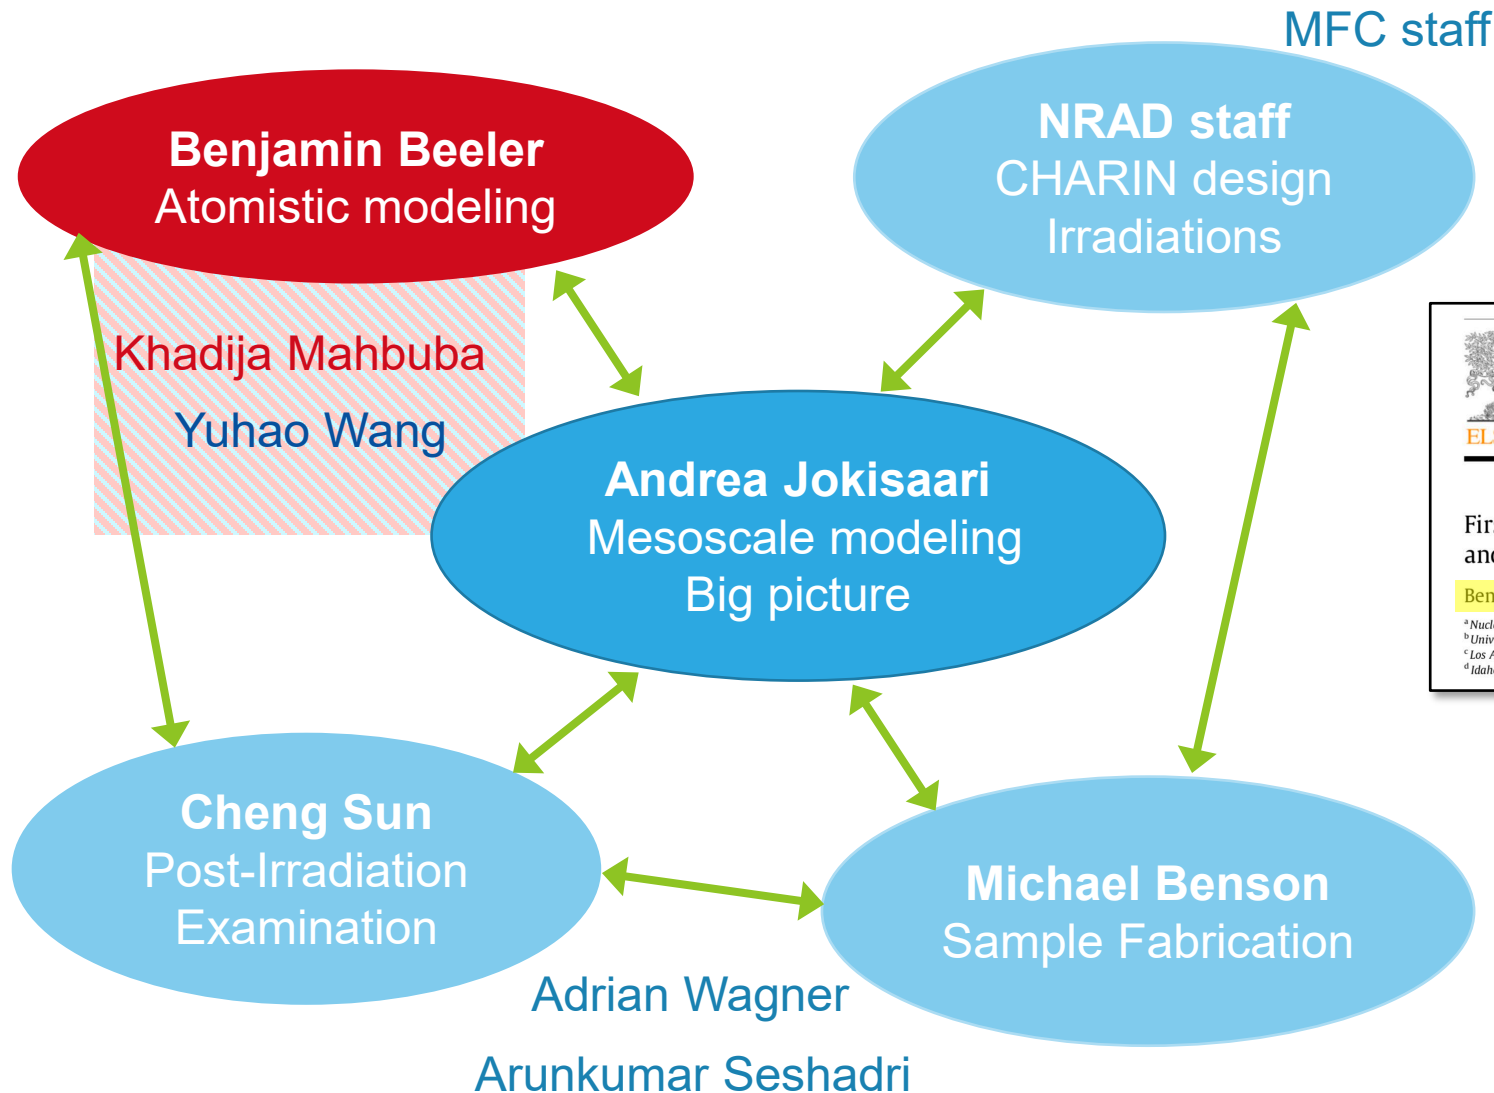 MFC staff
Benjamin Beeler
Atomistic modeling
NRAD staff
CHARIN design
Irradiations
Khadija Mahbuba
Yuhao Wang
Andrea Jokisaari
Mesoscale modeling
Big picture
Cheng Sun
Post-Irradiation
Examination
Michael Benson
Sample Fabrication
Adrian Wagner
Arunkumar Seshadri